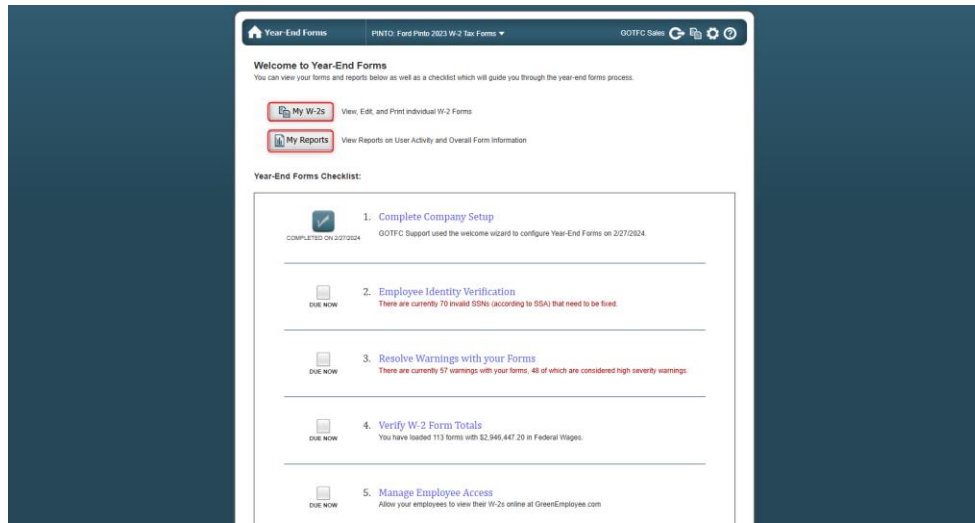 Year-End Forms
PINTO: Ford Pinto 2023 W-2 Tax Forms
GOTFC Sales
Welcome to Year-End Forms
You can view your forms and reports below as well as a checklist which will guide you through the year-end forms process.
My W-2s
View, Edit, and Print individual W-2 Forms
My Reports
View Reports on User Activity and Overall Form Information
Year-End Forms Checklist:
1. Complete Company Setup
COMPLETED ON 2/27/2024
GOTFC Support used the welcome wizard to configure Year-End Forms on 2/27/2024.
2. Employee Identity Verification
DUE NOW
There are currently 70 invalid SSNs (according to SSA) that need to be fixed.
3. Resolve Warnings with your Forms
DUE NOW
There are currently 57 warnings with your forms, 48 of which are considered high severity warnings.
4. Verify W-2 Form Totals
DUE NOW
You have loaded 113 forms with $2,946,447.20 in Federal Wages.
5. Manage Employee Access
DUE NOW
Allow your employees to view their W-2s online at GreenEmployee.com